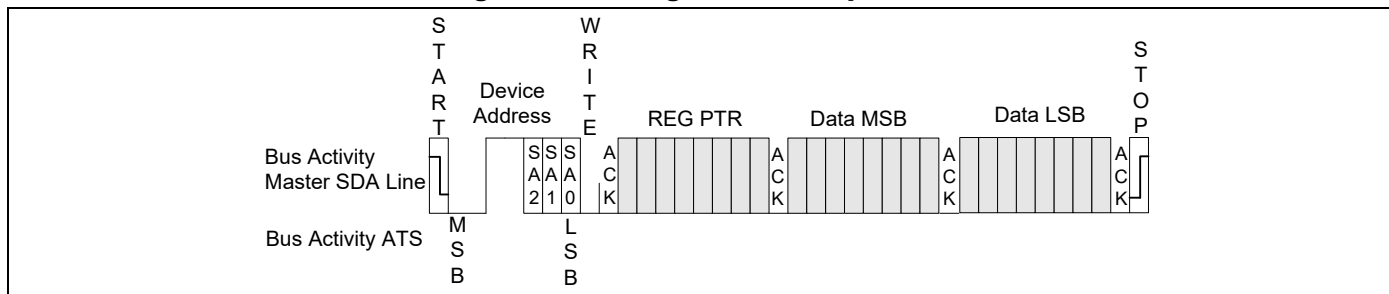 START
WRITE
STOP
Device
Address
REG PTR
Data MSB
Data LSB
Bus Activity
Master SDA Line
SA2
SA1
SA0
ACK
ACK
ACK
ACK
Bus Activity ATS
MSB
LSB